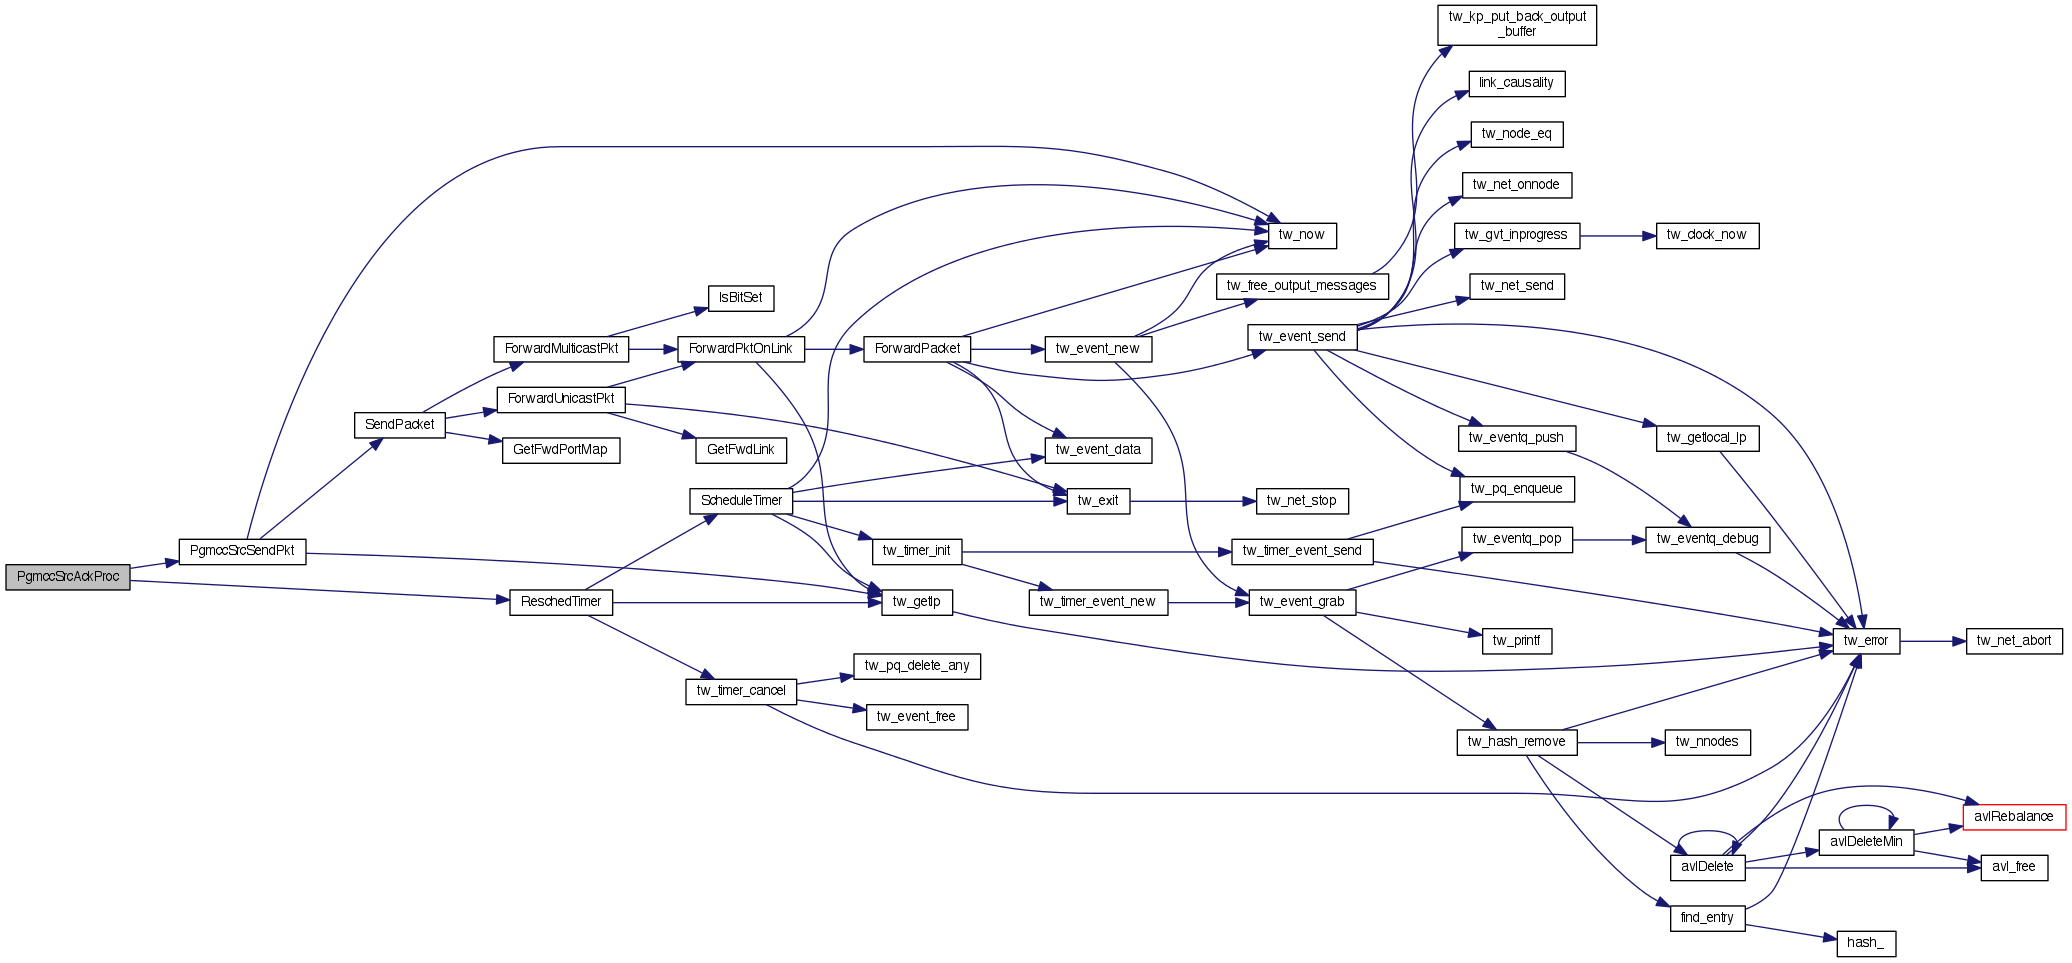 tw_kp_put_back_output
_buffer
link_causality
tw_node_eq
tw_net_onnode
tw_now
tw_gvt_inprogress
tw_clock_now
tw_free_output_messages
tw_net_send
IsBitSet
tw_event_send
ForwardMulticastPkt
ForwardPktOnLink
ForwardPacket
tw_event_new
ForwardUnicastPkt
SendPacket
tw_eventq_push
tw_getlocal_lp
GetFwdPortMap
GetFwdLink
tw_event_data
tw_pq_enqueue
ScheduleTimer
tw_exit
tw_net_stop
tw_eventq_pop
tw_eventq_debug
PgmccSrcSendPkt
tw_timer_init
tw_timer_event_send
PgmccSrcAckProc
ReschedTimer
tw_getlp
tw_timer_event_new
tw_event_grab
tw_printf
tw_error
tw_net_abort
tw_pq_delete_any
tw_timer_cancel
tw_event_free
tw_hash_remove
tw_nnodes
avlRebalance
avlDeleteMin
avlDelete
avl_free
find_entry
hash_